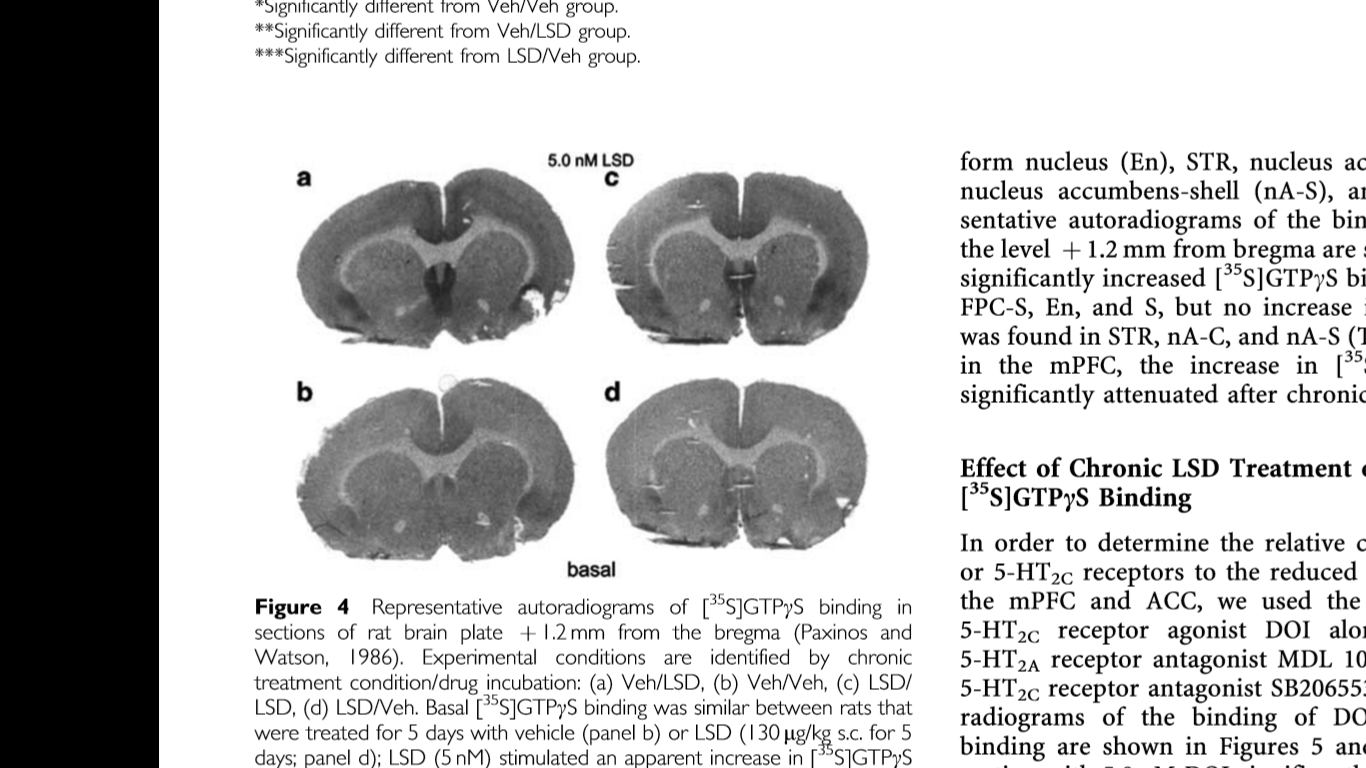 *Significantly different from Veh/Veh group.
**Significantly different from Veh/LSD group.
***Significantly different from LSD/Veh group.
5.0 nM LSD
a
c
b
d
basal
Figure 4 Representative autoradiograms of [35S]GTPγS binding in
sections of rat brain plate +1.2 mm from the bregma (Paxinos and
Watson, 1986). Experimental conditions are identified by chronic
treatment condition/drug incubation: (a) Veh/LSD, (b) Veh/Veh, (c) LSD/
LSD, (d) LSD/Veh. Basal [35S]GTPγS binding was similar between rats that
were treated for 5 days with vehicle (panel b) or LSD (130 μg/kg s.c. for 5
days; panel d); LSD (5 nM) stimulated an apparent increase in [35S]GTPγS
form nucleus (En), STR, nucleus ac
nucleus accumbens-shell (nA-S), ar
sentative autoradiograms of the bin
the level +1.2 mm from bregma are s
significantly increased [35S]GTPγS bi
FPC-S, En, and S, but no increase i
was found in STR, nA-C, and nA-S (T
in the mPFC, the increase in [35S
significantly attenuated after chronic
Effect of Chronic LSD Treatment o
[35S]GTPγS Binding
In order to determine the relative c
or 5-HT2C receptors to the reduced
the mPFC and ACC, we used the
5-HT2C receptor agonist DOI alon
5-HT2A receptor antagonist MDL 10
5-HT2C receptor antagonist SB206553
radiograms of the binding of DO
binding are shown in Figures 5 and